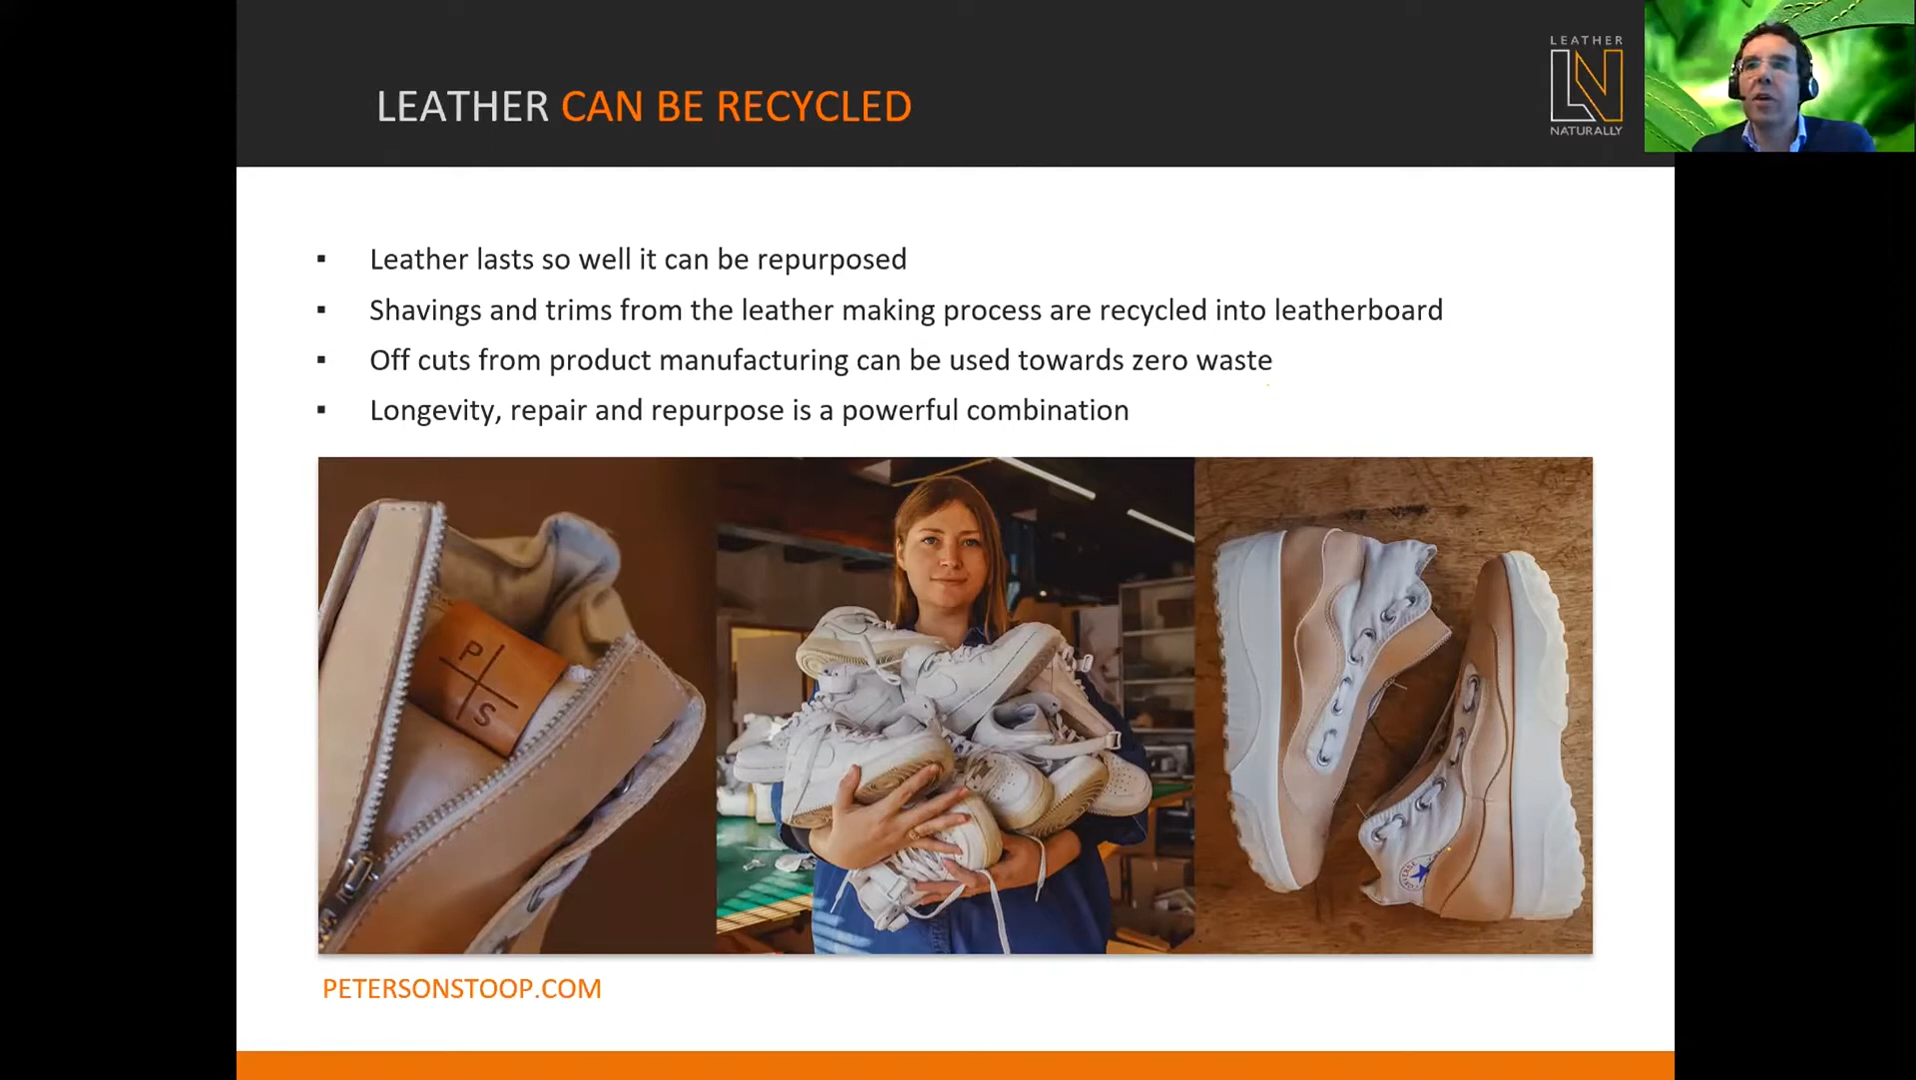 LEATHER CAN BE RECYCLED
LEATHER
LN
NATURALLY
▪ Leather lasts so well it can be repurposed
▪ Shavings and trims from the leather making process are recycled into leatherboard
▪ Off cuts from product manufacturing can be used towards zero waste
▪ Longevity, repair and repurpose is a powerful combination
P
S
CONVERSE
PETERSONSTOOP.COM